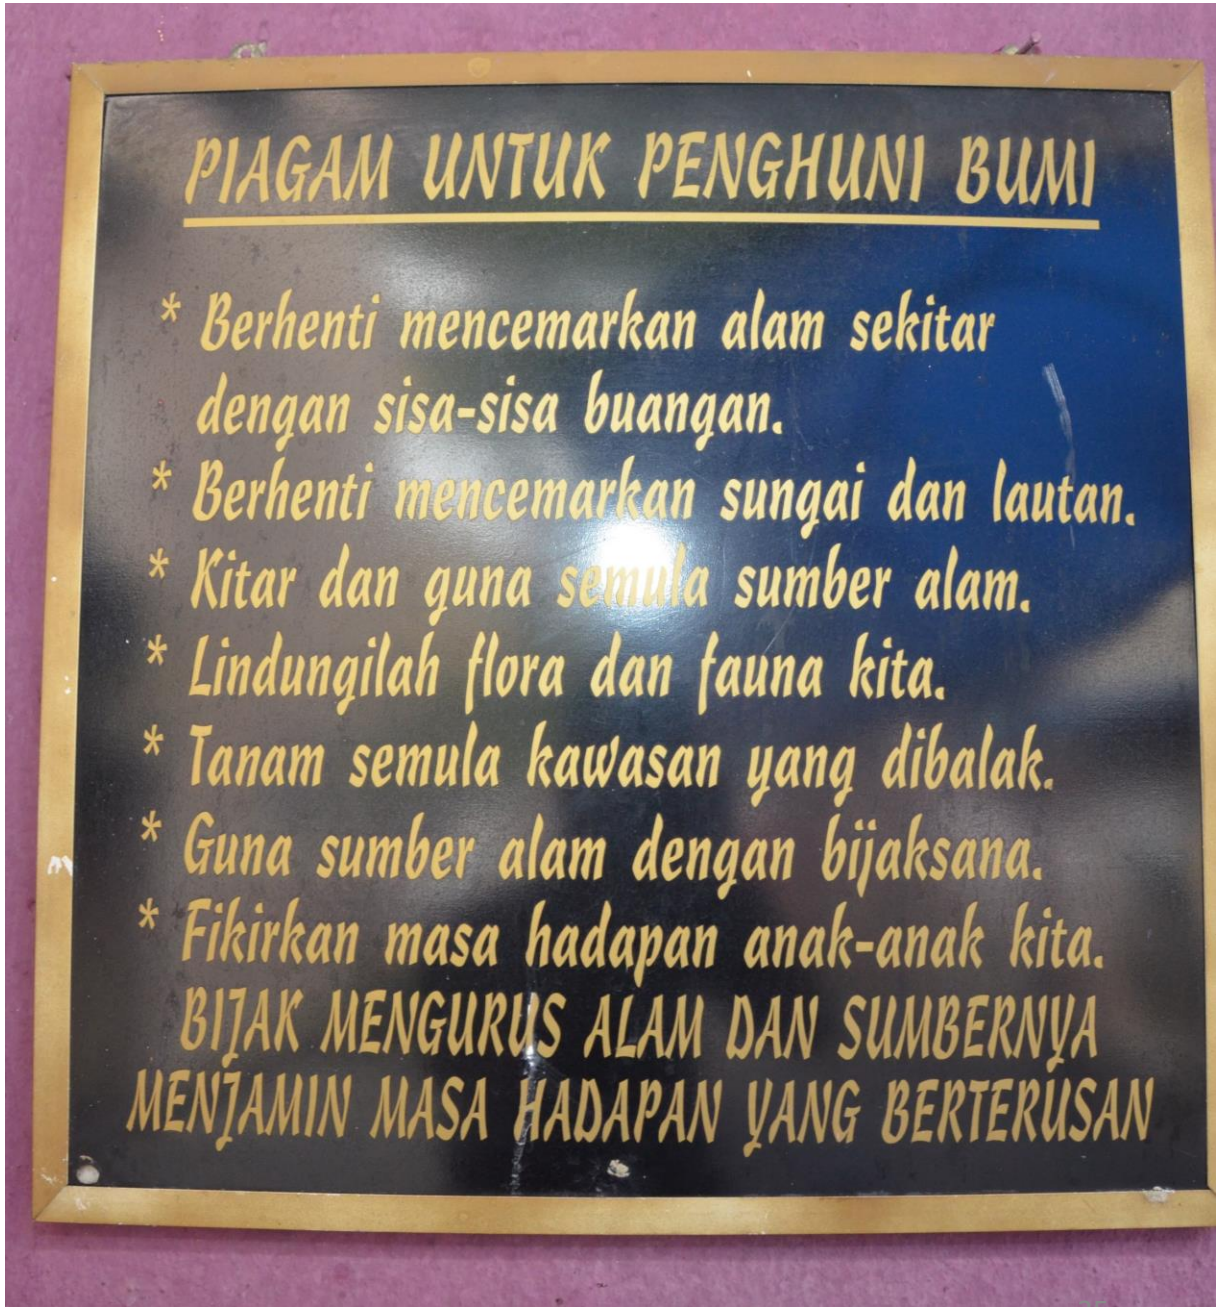 PIAGAM UNTUK PENGHUNI BUMI
* Berhenti mencemarkan alam sekitar
dengan sisa-sisa buangan.
* Berhenti mencemarkan sungai dan lautan.
* Kitar dan guna semula sumber alam.
* Lindungilah flora dan fauna kita.
* Tanam semula kawasan yang dibalak.
* Guna sumber alam dengan bijaksana.
* Fikirkan masa hadapan anak-anak kita.
BIJAK MENGURUS ALAM DAN SUMBERNYA
MENJAMIN MASA HADAPAN YANG BERTERUSAN